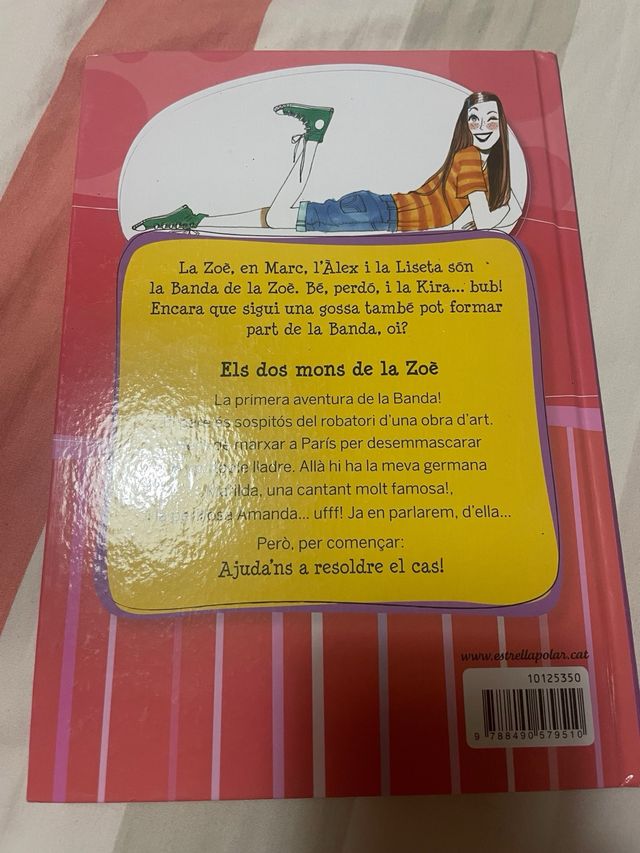 La Zoè, en Marc, l'Àlex i la Liseta són
la Banda de la Zoè. Bé, perdó, i la Kira... bub!
Encara que sigui una gossa també pot formar
part de la Banda, oi?
Els dos mons de la Zoè
La primera aventura de la Banda!
és sospitós del robatori d'una obra d'art.
marxar a París per desemmascarar
lladre. Allà hi ha la meva germana
Matilda, una cantant molt famosa!,
Amanda... ufff! Ja en parlarem, d'ella...
Però, per començar:
Ajuda'ns a resoldre el cas!
www.estrellapolar.cat
10125350
9 788490 579510